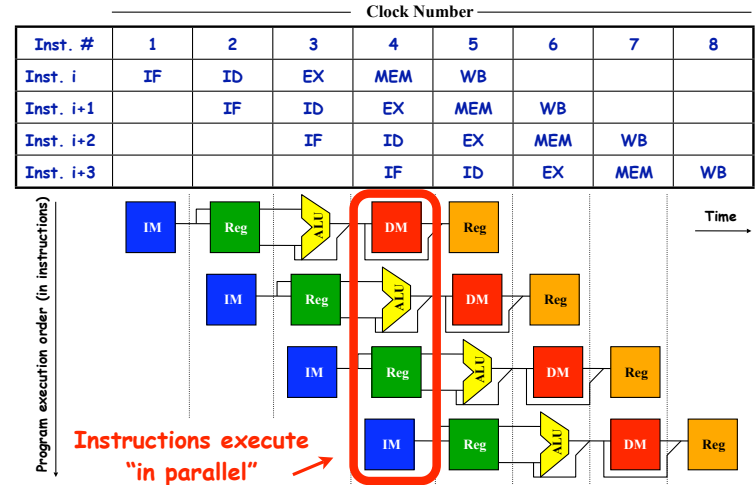 Clock Number
Inst. # 1 2 3 4 5 6 7 8
Inst. i IF ID EX MEM WB
Inst. i+1 IF ID EX MEM WB
Inst. i+2 IF ID EX MEM WB
Inst. i+3 IF ID EX MEM WB
Program execution order (in instructions)
Time
IM Reg ALU DM Reg
IM Reg ALU DM Reg
IM Reg ALU DM Reg
IM Reg ALU DM Reg
Instructions execute
“in parallel”